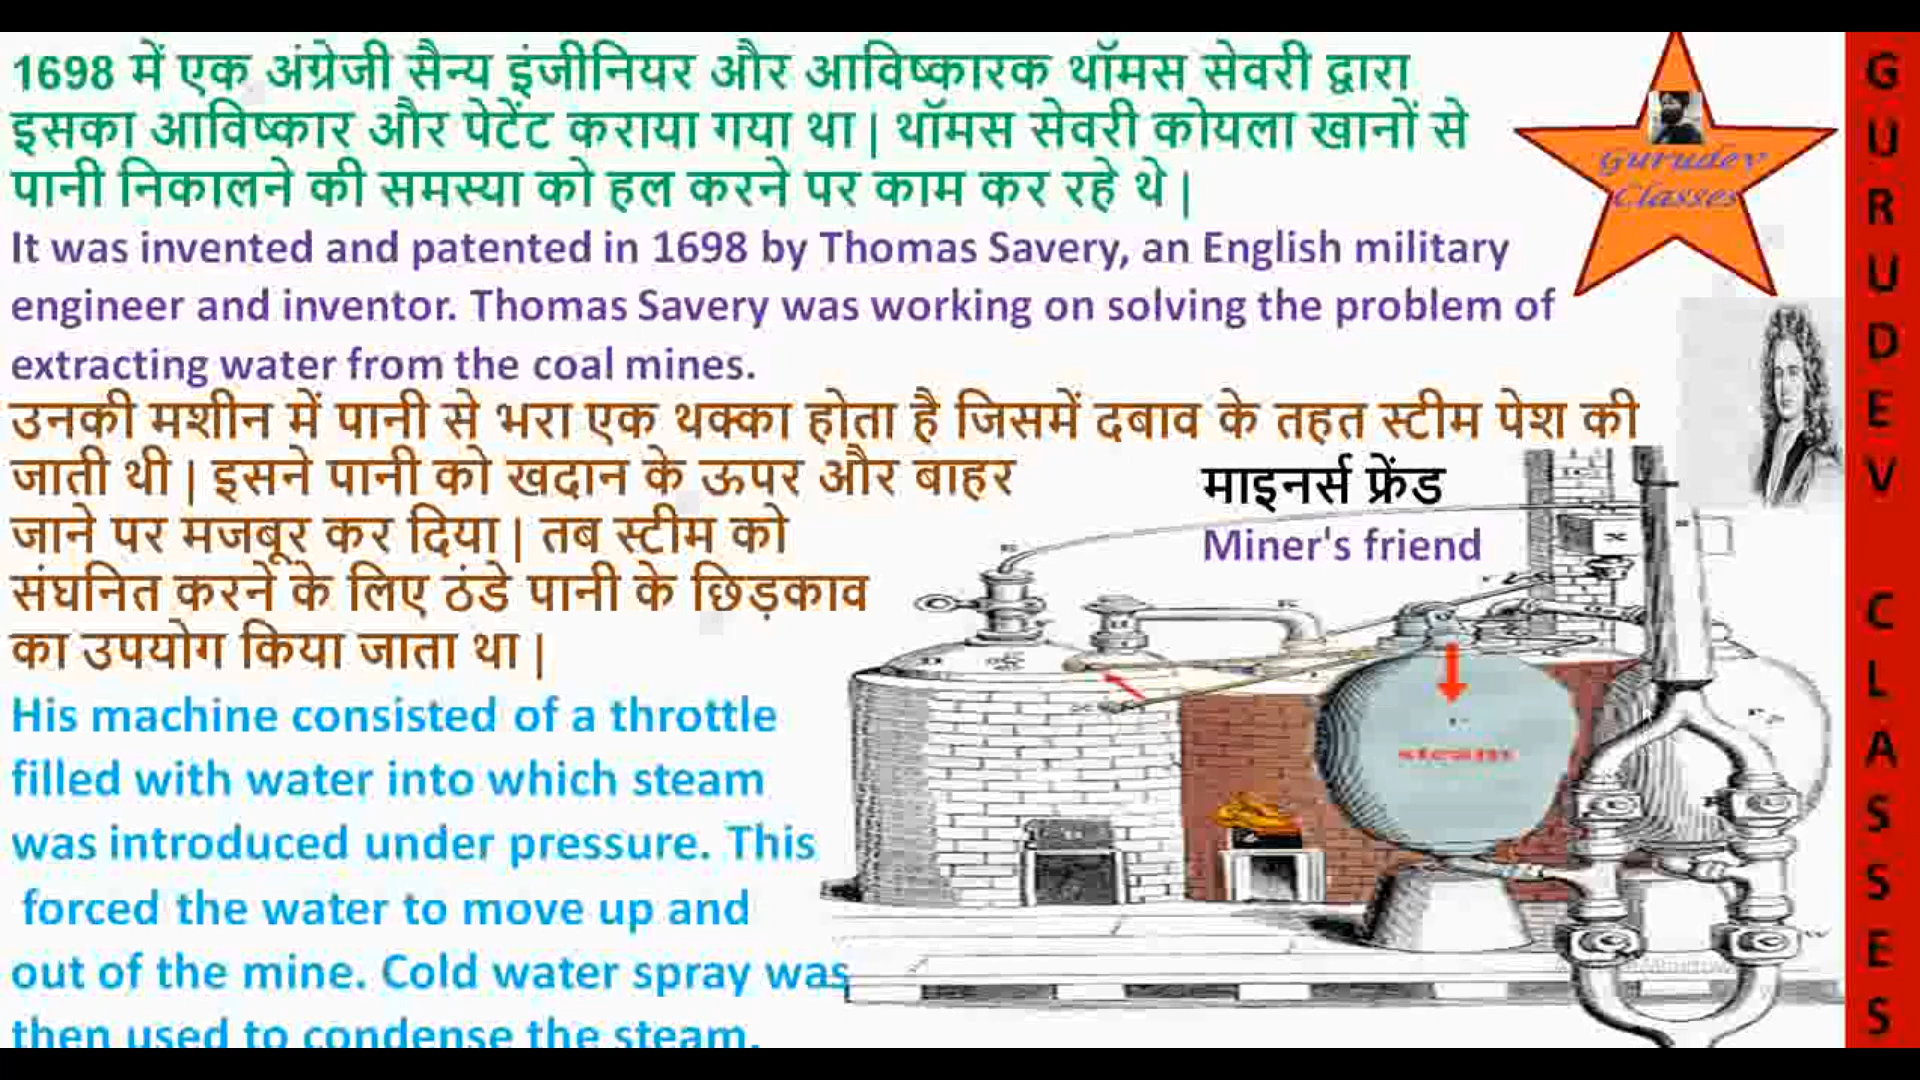 1698 में एक अंग्रेजी सैन्य इंजीनियर और आविष्कारक थॉमस सेवरी द्वारा
इसका आविष्कार और पेटेंट कराया गया था | थॉमस सेवरी कोयला खानों से
पानी निकालने की समस्या को हल करने पर काम कर रहे थे |
It was invented and patented in 1698 by Thomas Savery, an English military
engineer and inventor. Thomas Savery was working on solving the problem of
extracting water from the coal mines.
उनकी मशीन में पानी से भरा एक थक्का होता है जिसमें दबाव के तहत स्टीम पेश की
जाती थी | इसने पानी को खदान के ऊपर और बाहर
जाने पर मजबूर कर दिया | तब स्टीम को
संघनित करने के लिए ठंडे पानी के छिड़काव
का उपयोग किया जाता था |
His machine consisted of a throttle
filled with water into which steam
was introduced under pressure. This
forced the water to move up and
out of the mine. Cold water spray was
then used to condense the steam.
माइनर्स फ्रेंड
Miner's friend
steam
Gurudev
Classes
GURUDEV CLASSES